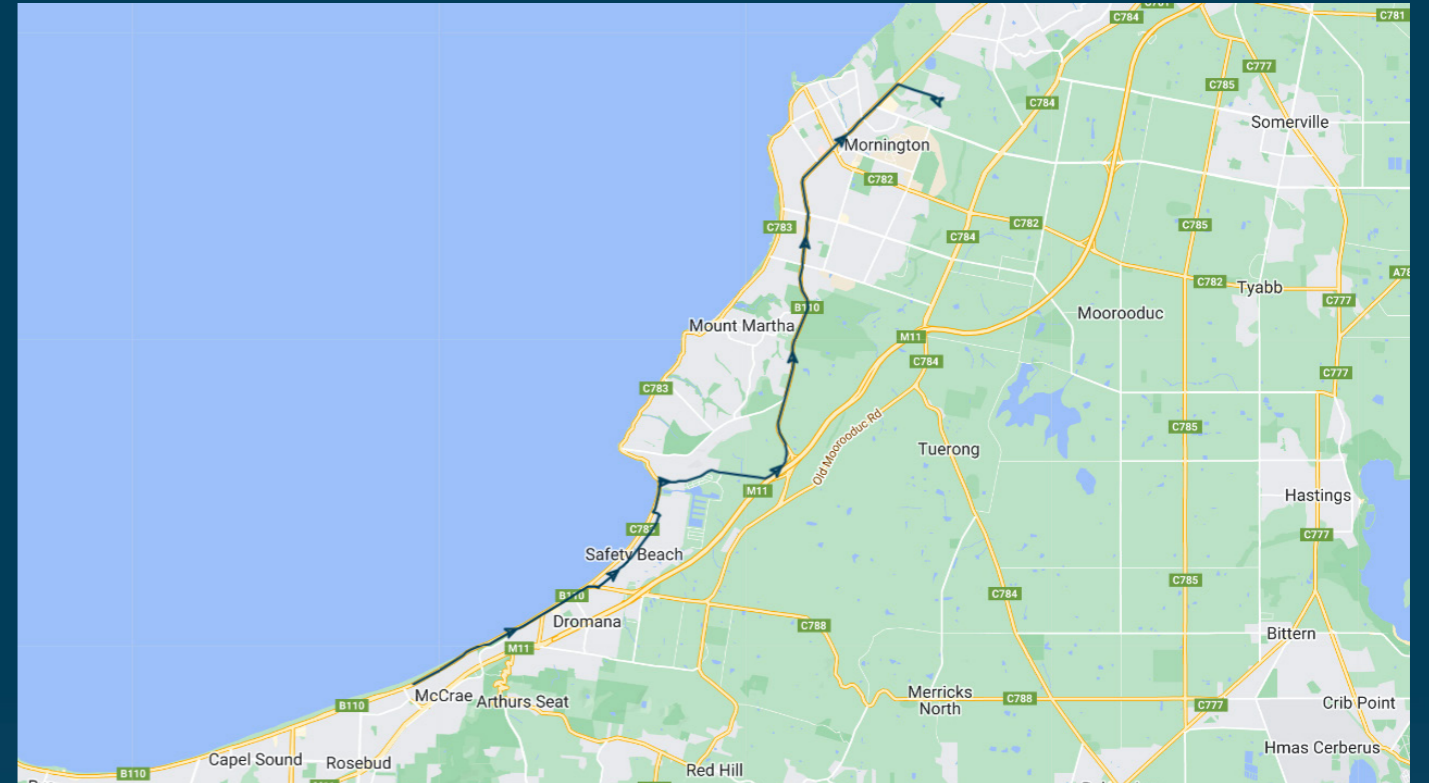 C781
C784
C781
C777
C785
C784
Somerville
Mornington
C782
C783
C784
C782
C785
C782
Tyabb
C777
B110
Mount Martha
Moorooduc
M11
C784
C777
C783
Old Moorooduc Rd
C785
Tuerong
M11
Hastings
C777
Safety Beach
B110
C785
C784
Dromana
C788
Bittern
M11
McCrae
Arthurs Seat
Merricks
North
C788
B110
C777
Crib Point
Capel Sound
Rosebud
Red Hill
Hmas Cerberus
B110